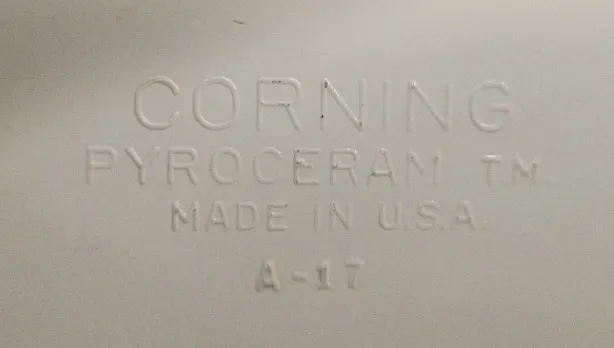 CORNING
PYROCERAM TM.
MADE IN U.S.A.
A-17